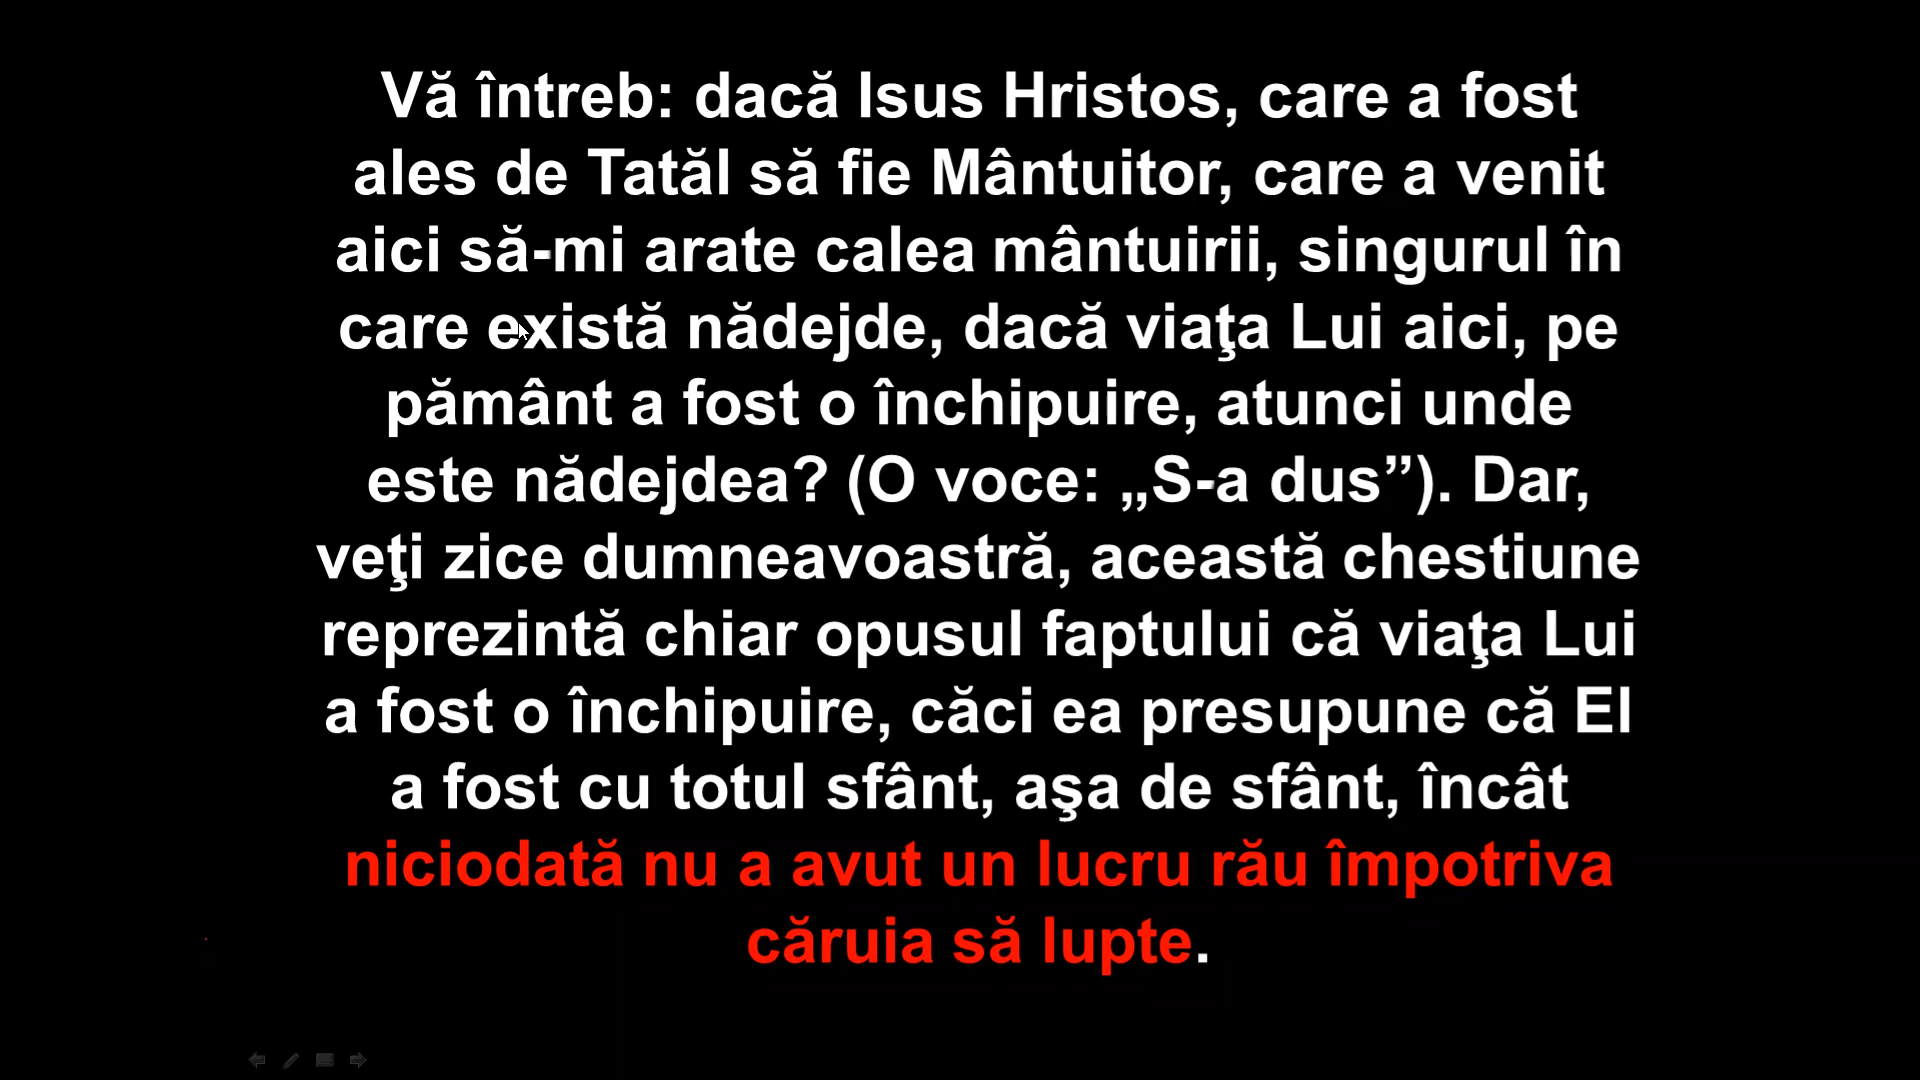 Vă întreb: dacă Isus Hristos, care a fost
ales de Tatăl să fie Mântuitor, care a venit
aici să-mi arate calea mântuirii, singurul în
care există nădejde, dacă viaţa Lui aici, pe
pământ a fost o închipuire, atunci unde
este nădejdea? (O voce: „S-a dus”). Dar,
veţi zice dumneavoastră, această chestiune
reprezintă chiar opusul faptului că viaţa Lui
a fost o închipuire, căci ea presupune că El
a fost cu totul sfânt, aşa de sfânt, încât
niciodată nu a avut un lucru rău împotriva
căruia să lupte.